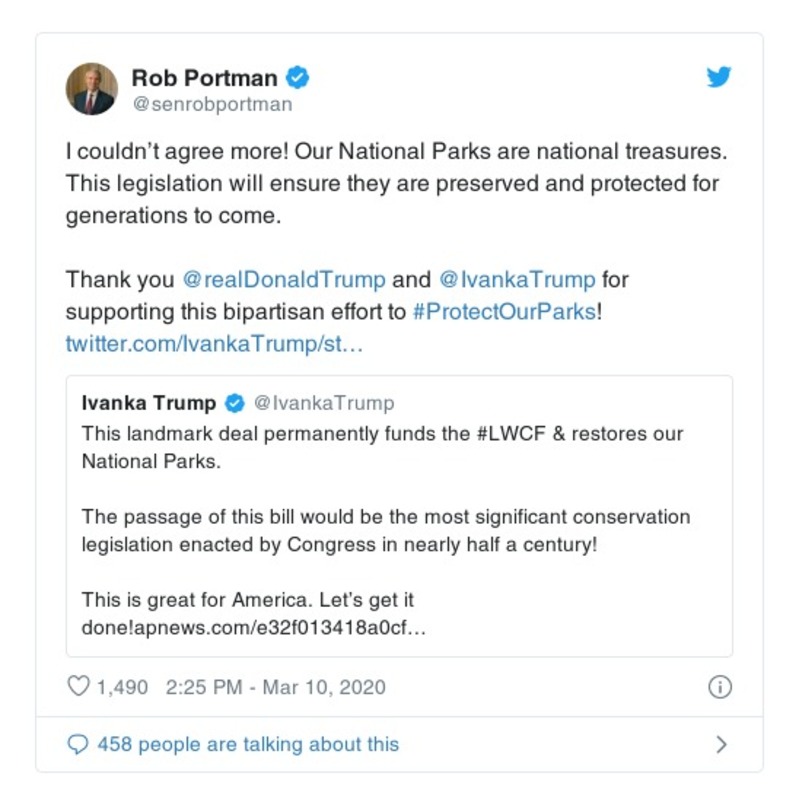 Rob Portman
@senrobportman
I couldn’t agree more! Our National Parks are national treasures.
This legislation will ensure they are preserved and protected for
generations to come.
Thank you @realDonaldTrump and @IvankaTrump for
supporting this bipartisan effort to #ProtectOurParks!
twitter.com/IvankaTrump/st…
Ivanka Trump @IvankaTrump
This landmark deal permanently funds the #LWCF & restores our
National Parks.
The passage of this bill would be the most significant conservation
legislation enacted by Congress in nearly half a century!
This is great for America. Let’s get it
done!apnews.com/e32f013418a0cf…
1,490 2:25 PM - Mar 10, 2020
458 people are talking about this